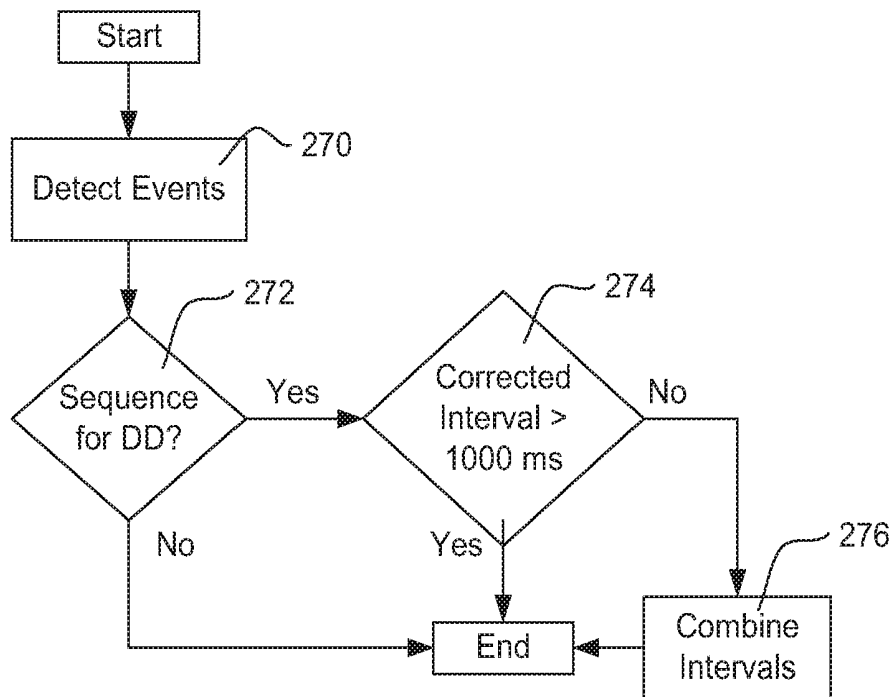 Start
270
Detect Events
272
Sequence
for DD?
Yes
No
274
Corrected
Interval >
1000 ms
No
Yes
276
Combine
Intervals
End